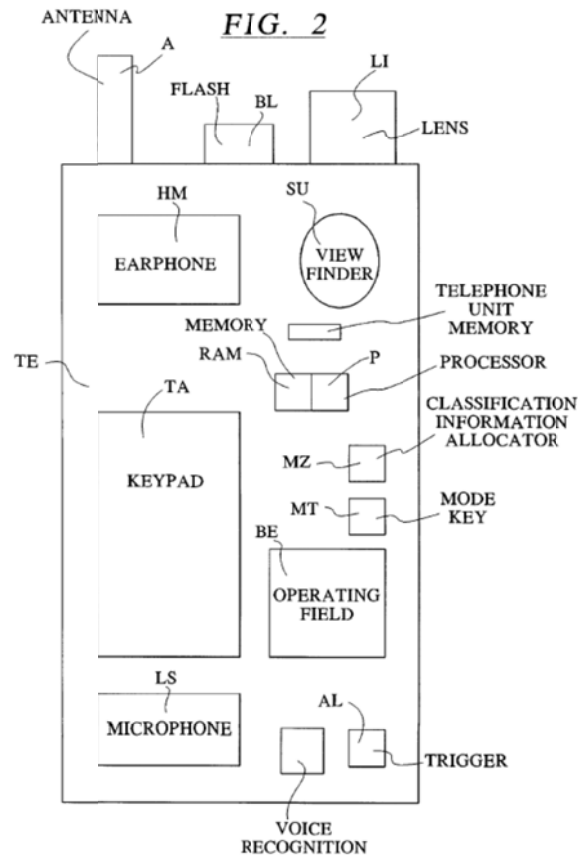 FIG. 2
ANTENNA
A
FLASH
BL
LI
LENS
HM
EARPHONE
SU
VIEW
FINDER
TELEPHONE
UNIT
MEMORY
MEMORY
RAM
P
PROCESSOR
TE
TA
KEYPAD
CLASSIFICATION
INFORMATION
ALLOCATOR
MZ
MT
MODE
KEY
BE
OPERATING
FIELD
LS
MICROPHONE
AL
TRIGGER
VOICE
RECOGNITION